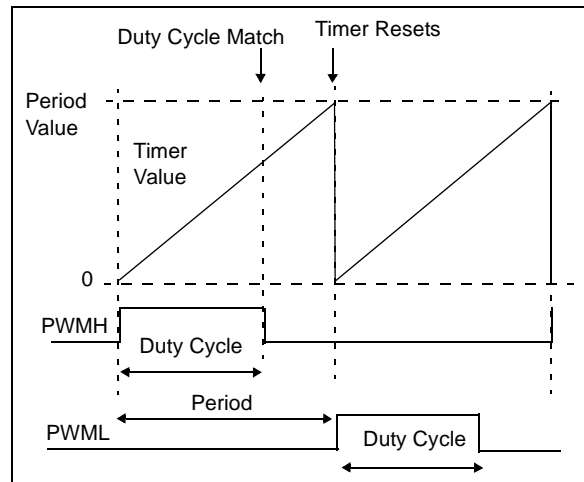 Duty Cycle Match
Timer Resets
Period
Value
Timer
Value
0
PWMH
Duty Cycle
Period
PWML
Duty Cycle